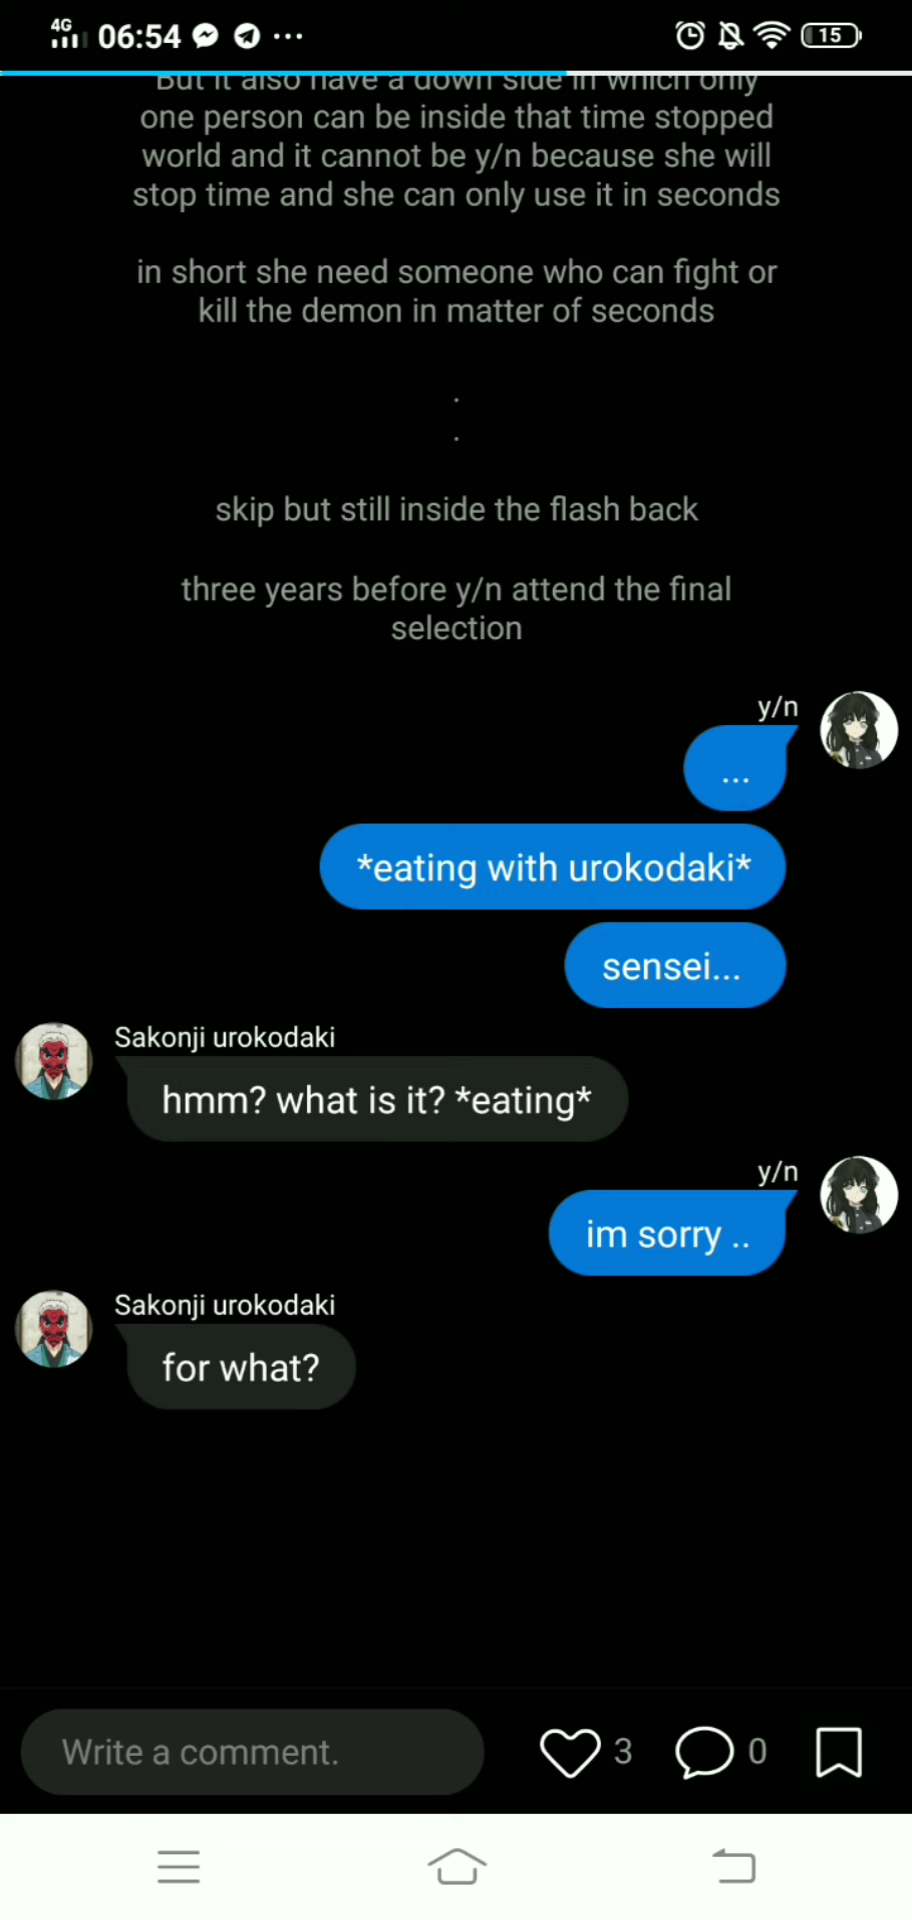 4G
06:54
15
But it also have a down side in which only
one person can be inside that time stopped
world and it cannot be y/n because she will
stop time and she can only use it in seconds
in short she need someone who can fight or
kill the demon in matter of seconds
.
.
skip but still inside the flash back
three years before y/n attend the final
selection
y/n
...
*eating with urokodaki*
sensei...
Sakonji urokodaki
hmm? what is it? *eating*
y/n
im sorry ..
Sakonji urokodaki
for what?
Write a comment.
3
0